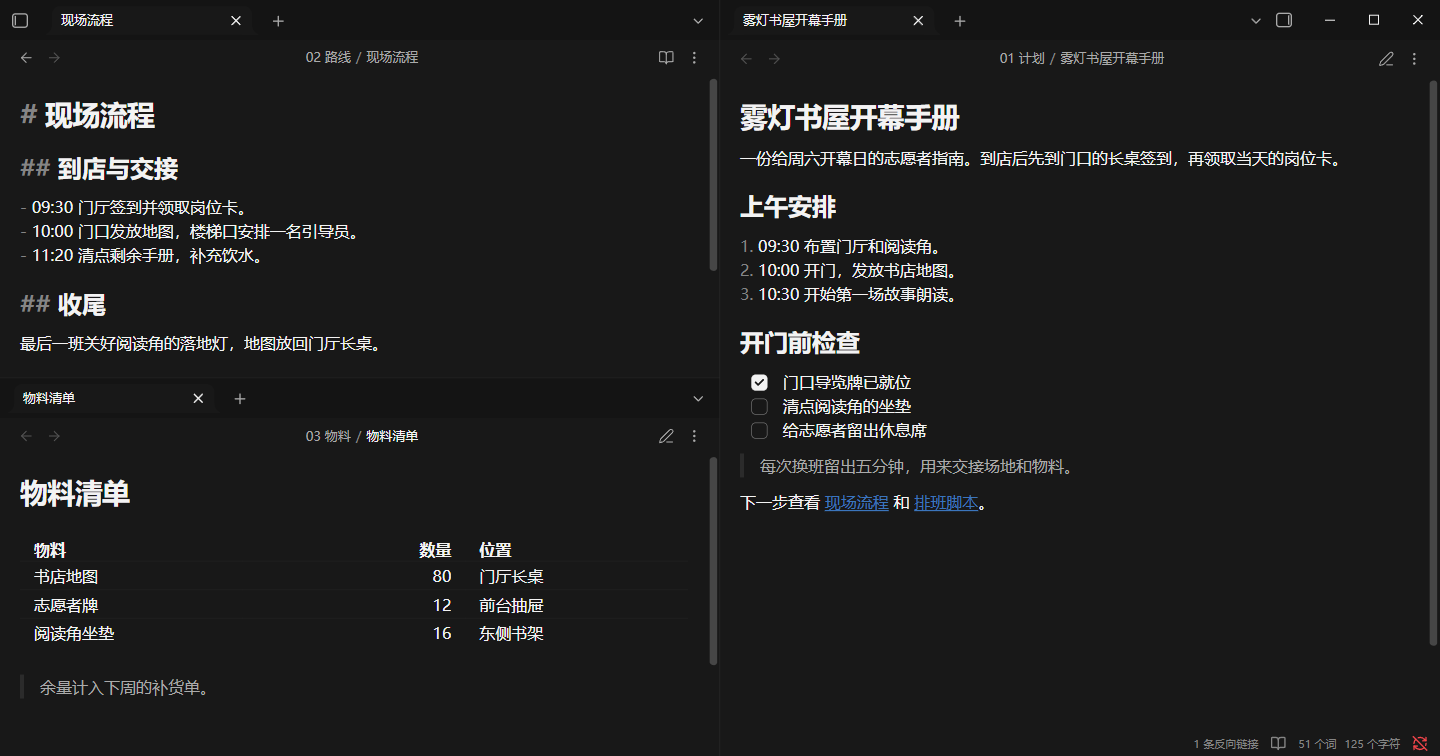 现场流程
02 路线 / 现场流程
# 现场流程
## 到店与交接
- 09:30 门厅签到并领取岗位卡。
- 10:00 门口发放地图，楼梯口安排一名引导员。
- 11:20 清点剩余手册，补充饮水。
## 收尾
最后一班关好阅读角的落地灯，地图放回门厅长桌。
物料清单
03 物料 / 物料清单
物料清单
物料 数量 位置
书店地图 80 门厅长桌
志愿者牌 12 前台抽屉
阅读角坐垫 16 东侧书架
余量计入下周的补货单。
雾灯书屋开幕手册
01 计划 / 雾灯书屋开幕手册
雾灯书屋开幕手册
一份给周六开幕日的志愿者指南。到店后先到门口的长桌签到，再领取当天的岗位卡。
上午安排
1. 09:30 布置门厅和阅读角。
2. 10:00 开门，发放书店地图。
3. 10:30 开始第一场故事朗读。
开门前检查
门口导览牌已就位
清点阅读角的坐垫
给志愿者留出休息席
每次换班留出五分钟，用来交接场地和物料。
下一步查看 现场流程 和 排班脚本。
1 条反向链接 51 个词 125 个字符